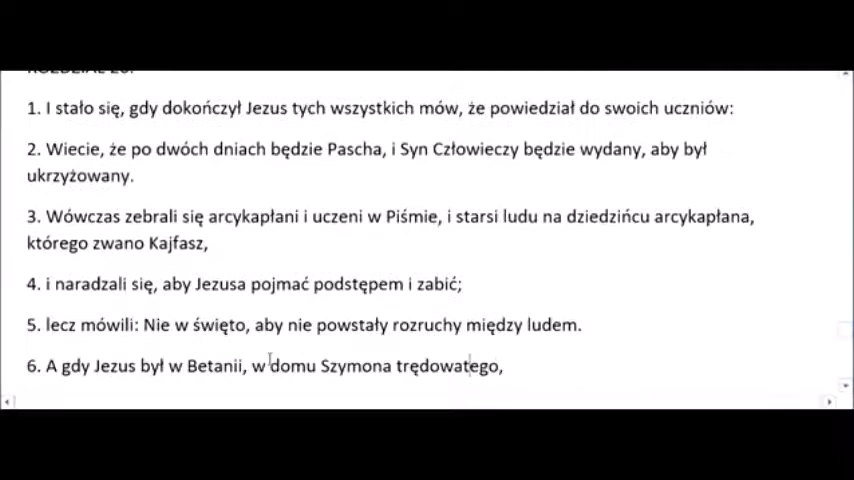 1. I stało się, gdy dokończył Jezus tych wszystkich mów, że powiedział do swoich uczniów:
2. Wiecie, że po dwóch dniach będzie Pascha, i Syn Człowieczy będzie wydany, aby był
ukrzyżowany.
3. Wówczas zebrali się arcykapłani i uczeni w Piśmie, i starsi ludu na dziedzińcu arcykapłana,
którego zwano Kajfasz,
4. i naradzali się, aby Jezusa pojmać podstępem i zabić;
5. lecz mówili: Nie w święto, aby nie powstały rozruchy między ludem.
6. A gdy Jezus był w Betanii, w domu Szymona trędowatego,